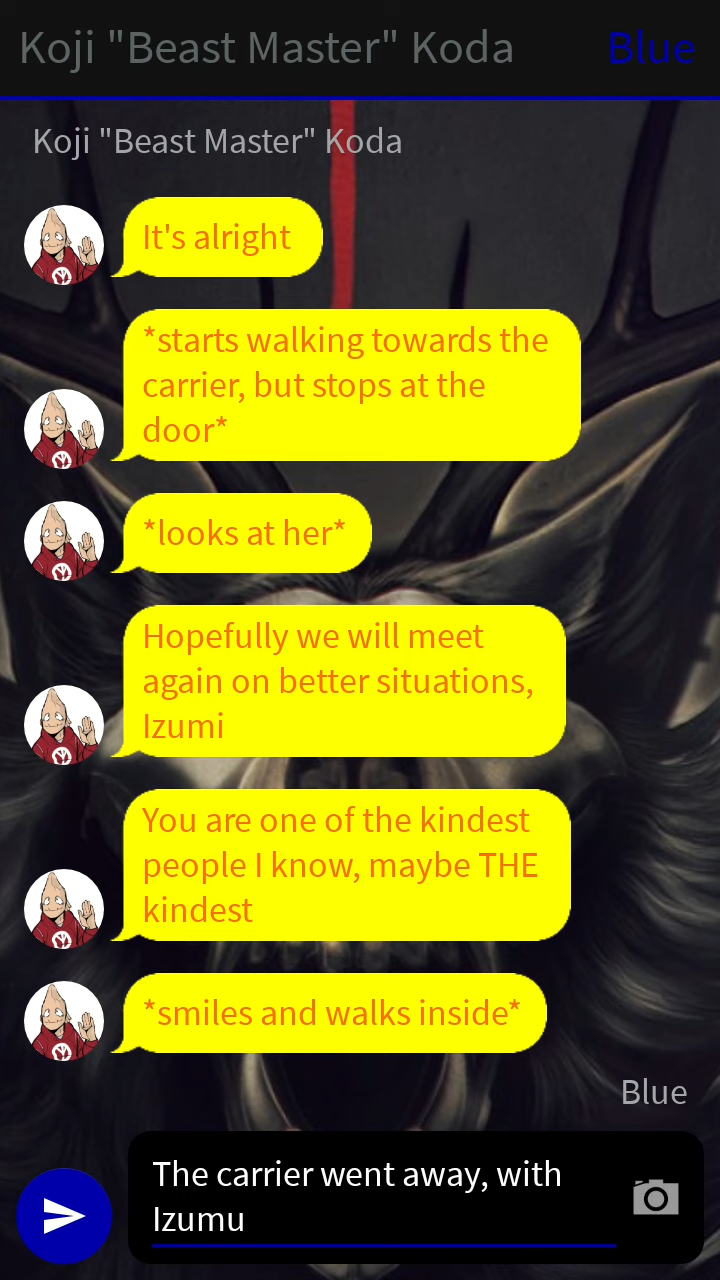 Koji "Beast Master" Koda
Blue
Koji "Beast Master" Koda
It's alright
*starts walking towards the
carrier, but stops at the
door*
*looks at her*
Hopefully we will meet
again on better situations,
Izumi
You are one of the kindest
people I know, maybe THE
kindest
*smiles and walks inside*
Blue
The carrier went away, with
Izumu